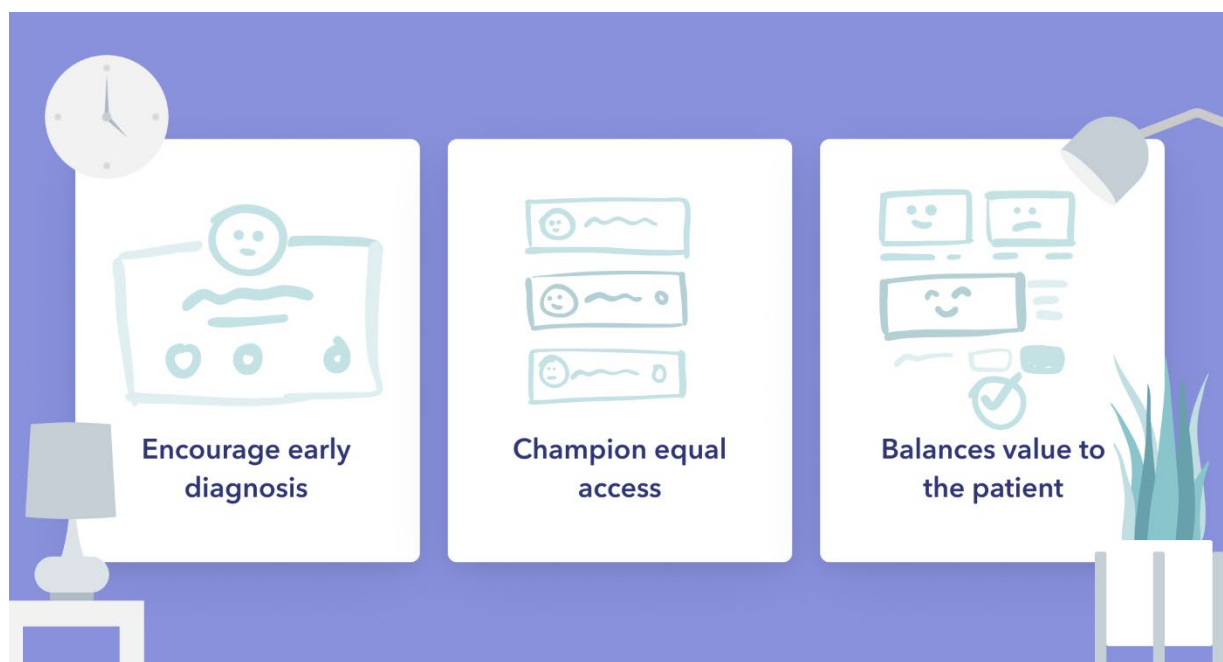 Encourage early
diagnosis
Champion equal
access
Balances value to
the patient